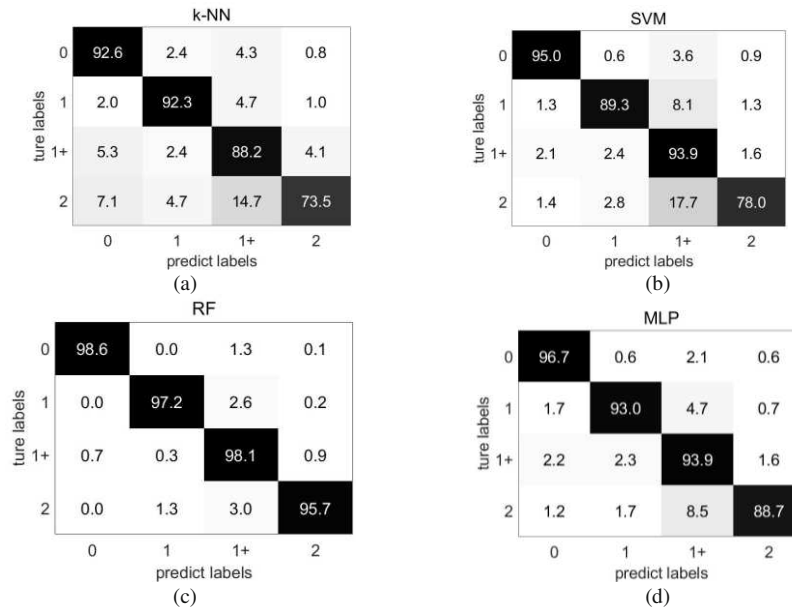 k-NN
0 92.6 2.4 4.3 0.8
1 2.0 92.3 4.7 1.0
1+ 5.3 2.4 88.2 4.1
2 7.1 4.7 14.7 73.5
0 1 1+ 2
ture labels
predict labels
(a)
SVM
0 95.0 0.6 3.6 0.9
1 1.3 89.3 8.1 1.3
1+ 2.1 2.4 93.9 1.6
2 1.4 2.8 17.7 78.0
0 1 1+ 2
ture labels
predict labels
(b)
RF
0 98.6 0.0 1.3 0.1
1 0.0 97.2 2.6 0.2
1+ 0.7 0.3 98.1 0.9
2 0.0 1.3 3.0 95.7
0 1 1+ 2
ture labels
predict labels
(c)
MLP
0 96.7 0.6 2.1 0.6
1 1.7 93.0 4.7 0.7
1+ 2.2 2.3 93.9 1.6
2 1.2 1.7 8.5 88.7
0 1 1+ 2
ture labels
predict labels
(d)